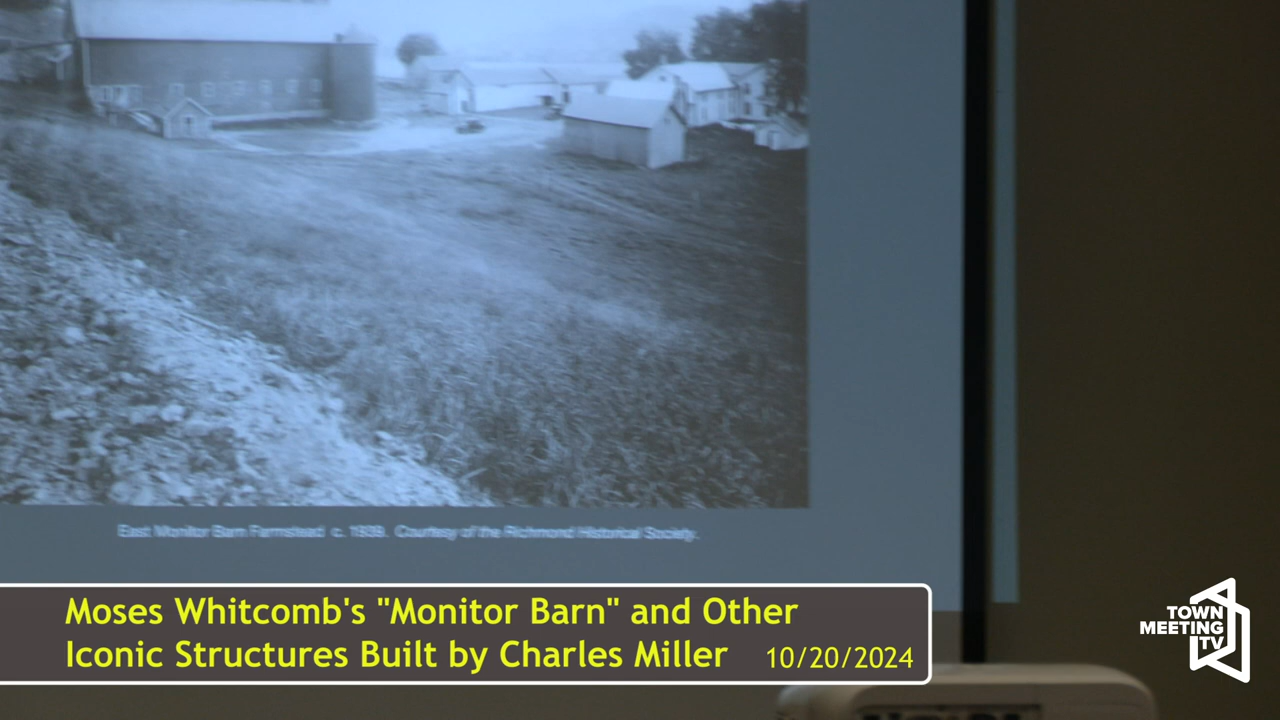 East Monitor Barn Farmstead c. 1939. Courtesy of the Richmond Historical Society.
Moses Whitcomb's "Monitor Barn" and Other
Iconic Structures Built by Charles Miller 10/20/2024
TOWN
MEETING
TV